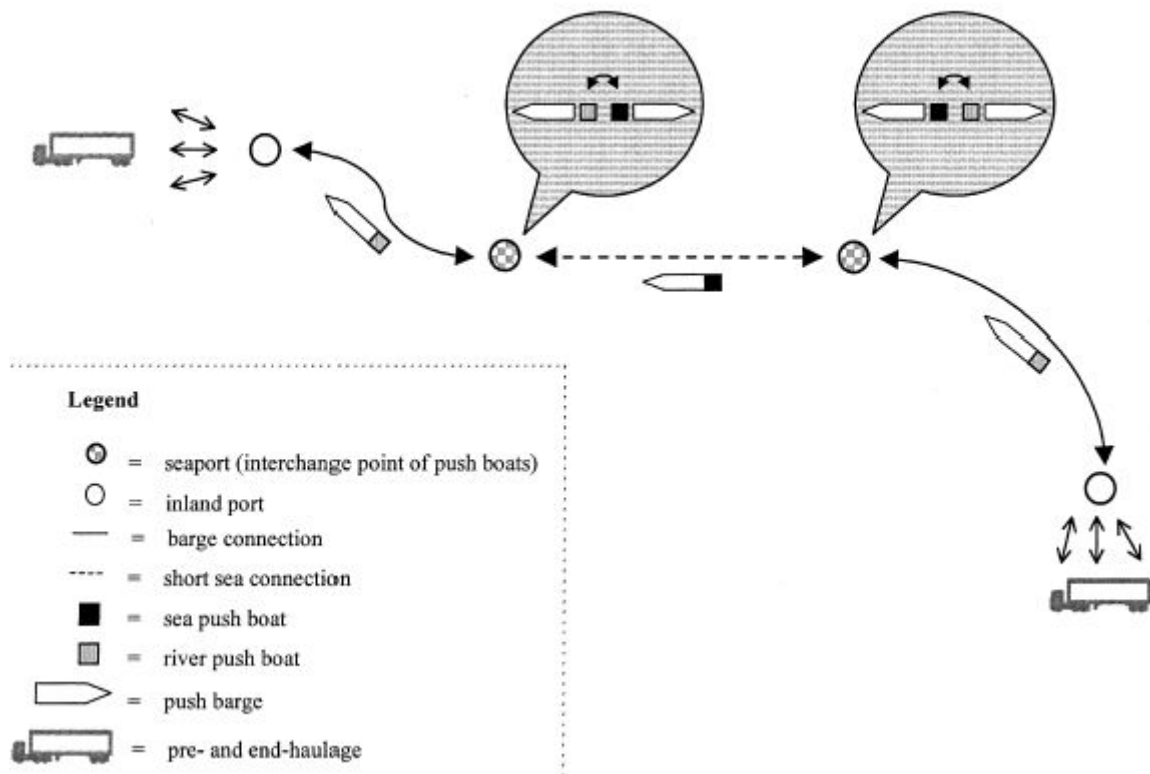 Legend
= seaport (interchange point of push boats)
= inland port
= barge connection
= short sea connection
= sea push boat
= river push boat
= push barge
= pre- and end-haulage